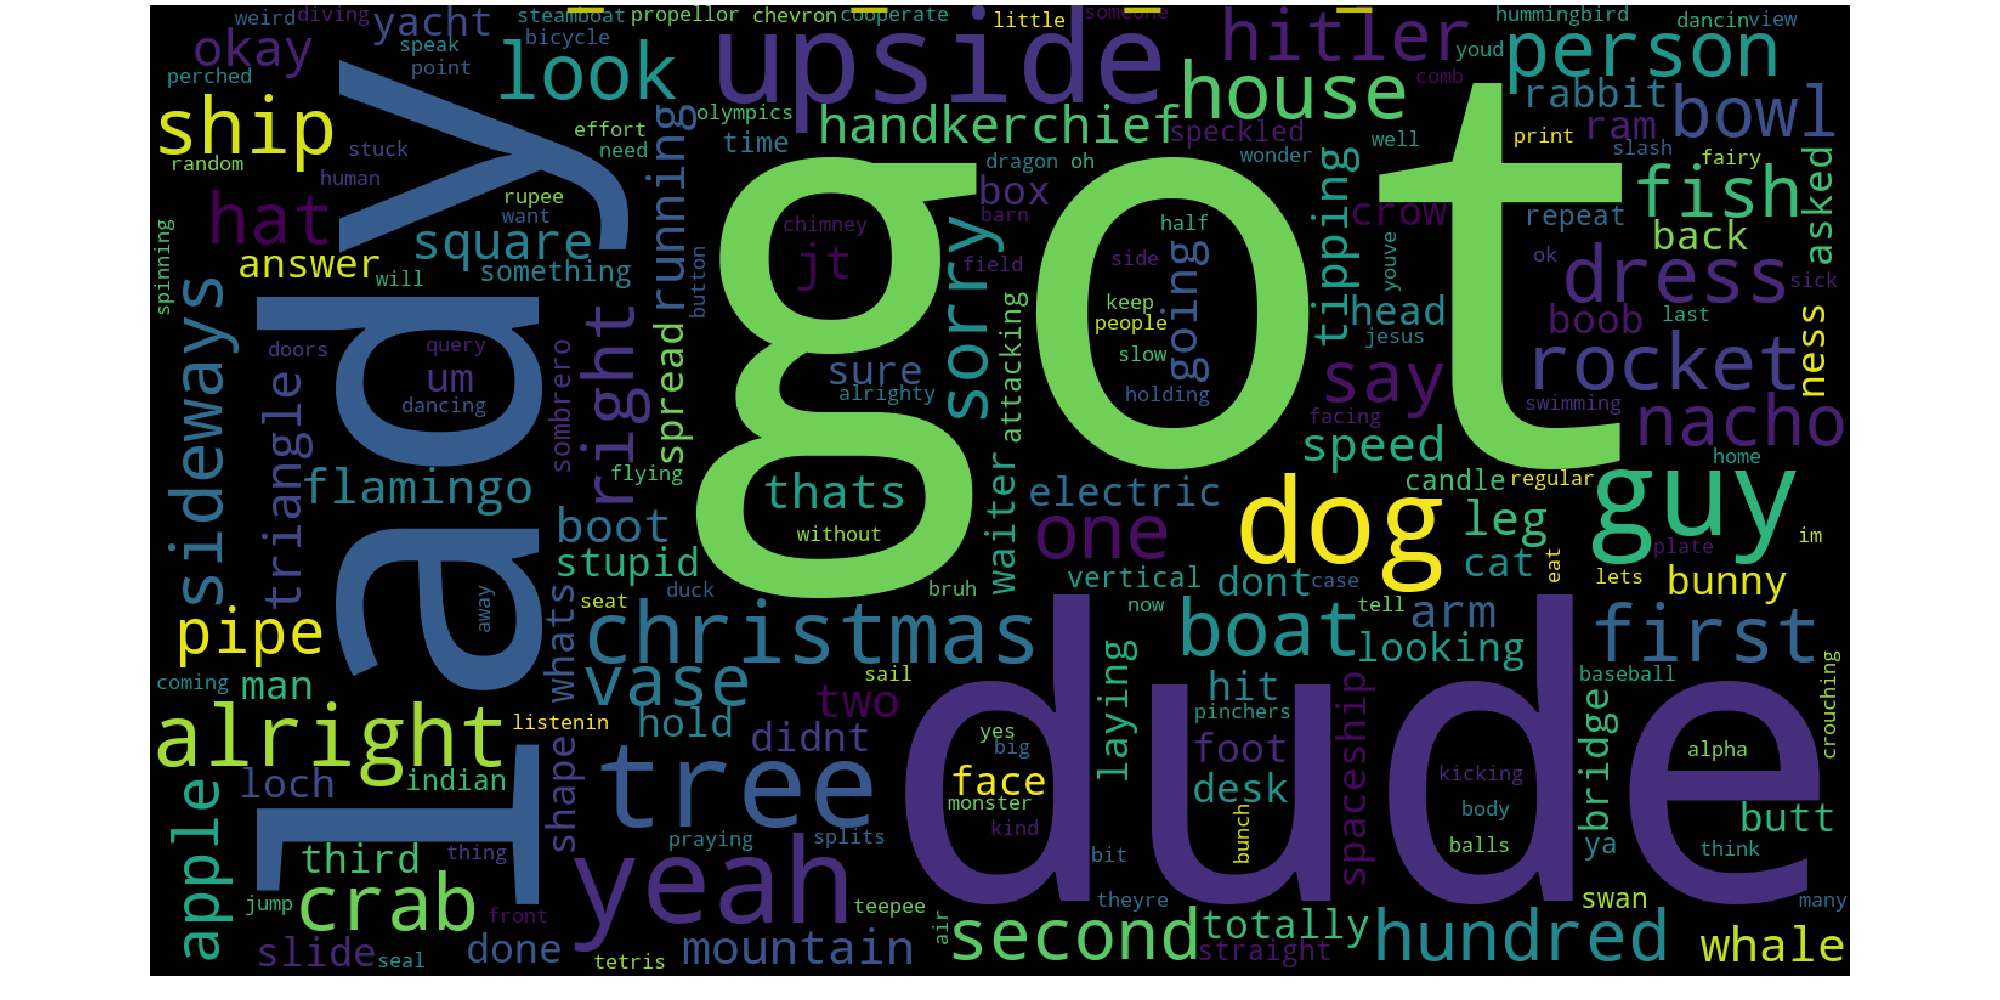 weird
diving
yacht
steamboat
propellor
chevron
cooperate
little
someone
hitler
hummingbird
dancin
view
okay
speak
bicycle
look
upside
youd
person
perched
point
comb
ship
house
rabbit
bowl
olympics
handkerchief
speckled
ram
effort
random
stuck
need
time
dragon
oh
wonder
well
print
slash
fairy
human
running
box
tipping
fish
asked
hat
lady
rupee
want
chimney
got
barn
half
crow
repeat
back
square
sorry
answer
something
will
button
jt
field
side
going
youve
ok
dress
sick
spinning
sideways
keep
people
head
jesus
boob
last
ness
doors
query
sombrero
right
spread
sure
alrighty
attacking
slow
holding
say
rocket
triangle
um
dancing
facing
swimming
nacho
flamingo
flying
thats
waiter
speed
home
electric
candle
regular
guy
boot
without
one
dog
leg
plate
im
stupid
bruh
vertical
dont
case
cat
eat
lets
bunny
away
whats
seat
duck
christmas
now
boat
tell
arm
first
pipe
looking
coming
man
vase
sail
laying
hit
spaceship
baseball
crouching
alright
listenin
hold
two
pinchers
bridge
didnt
yes
big
foot
dude
alpha
loch
indian
shape
tree
face
desk
kicking
apple
monster
kind
bunch
body
butt
third
thing
praying
splits
bit
balls
ya
think
crab
yeah
jump
front
teepee
air
theyre
swan
many
slide
seal
done
tetris
mountain
second
totally
straight
hundred
whale